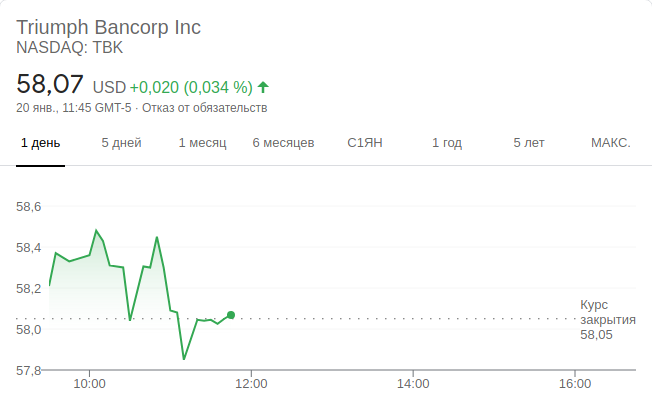 Triumph Bancorp Inc
NASDAQ: TBK
58,07 USD +0,020 (0,034 %)
20 янв., 11:45 GMT-5 · Отказ от обязательств
1 день 5 дней 1 месяц 6 месяцев С1ЯН 1 год 5 лет МАКС.
58,6
58,4
58,2
58,0
57,8
Курс
закрытия
58,05
10:00 12:00 14:00 16:00